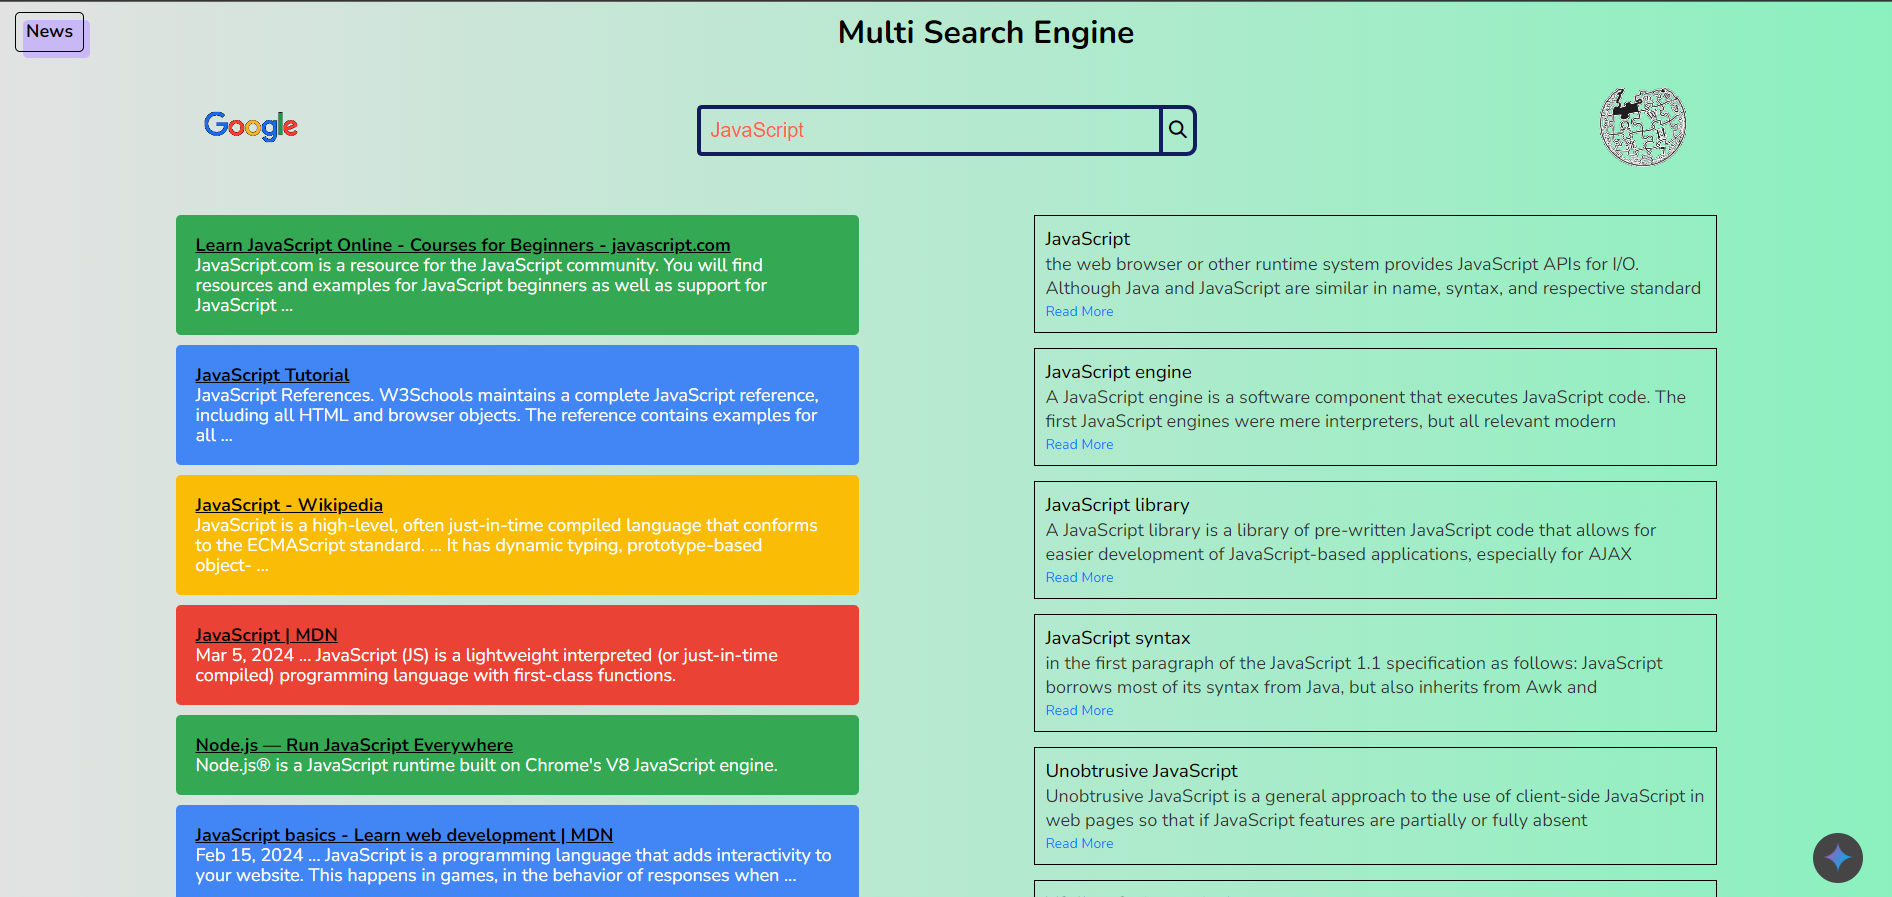 News
Multi Search Engine
Google
JavaScript
Learn JavaScript Online - Courses for Beginners - javascript.com
JavaScript.com is a resource for the JavaScript community. You will find
resources and examples for JavaScript beginners as well as support for
JavaScript ...
JavaScript Tutorial
JavaScript References. W3Schools maintains a complete JavaScript reference,
including all HTML and browser objects. The reference contains examples for
all ...
JavaScript - Wikipedia
JavaScript is a high-level, often just-in-time compiled language that conforms
to the ECMAScript standard. ... It has dynamic typing, prototype-based
object- ...
JavaScript | MDN
Mar 5, 2024 ... JavaScript (JS) is a lightweight interpreted (or just-in-time
compiled) programming language with first-class functions.
Node.js — Run JavaScript Everywhere
Node.js® is a JavaScript runtime built on Chrome's V8 JavaScript engine.
JavaScript basics - Learn web development | MDN
Feb 15, 2024 ... JavaScript is a programming language that adds interactivity to
your website. This happens in games, in the behavior of responses when ...
JavaScript
the web browser or other runtime system provides JavaScript APIs for I/O.
Although Java and JavaScript are similar in name, syntax, and respective standard
Read More
JavaScript engine
A JavaScript engine is a software component that executes JavaScript code. The
first JavaScript engines were mere interpreters, but all relevant modern
Read More
JavaScript library
A JavaScript library is a library of pre-written JavaScript code that allows for
easier development of JavaScript-based applications, especially for AJAX
Read More
JavaScript syntax
in the first paragraph of the JavaScript 1.1 specification as follows: JavaScript
borrows most of its syntax from Java, but also inherits from Awk and
Read More
Unobtrusive JavaScript
Unobtrusive JavaScript is a general approach to the use of client-side JavaScript in
web pages so that if JavaScript features are partially or fully absent
Read More